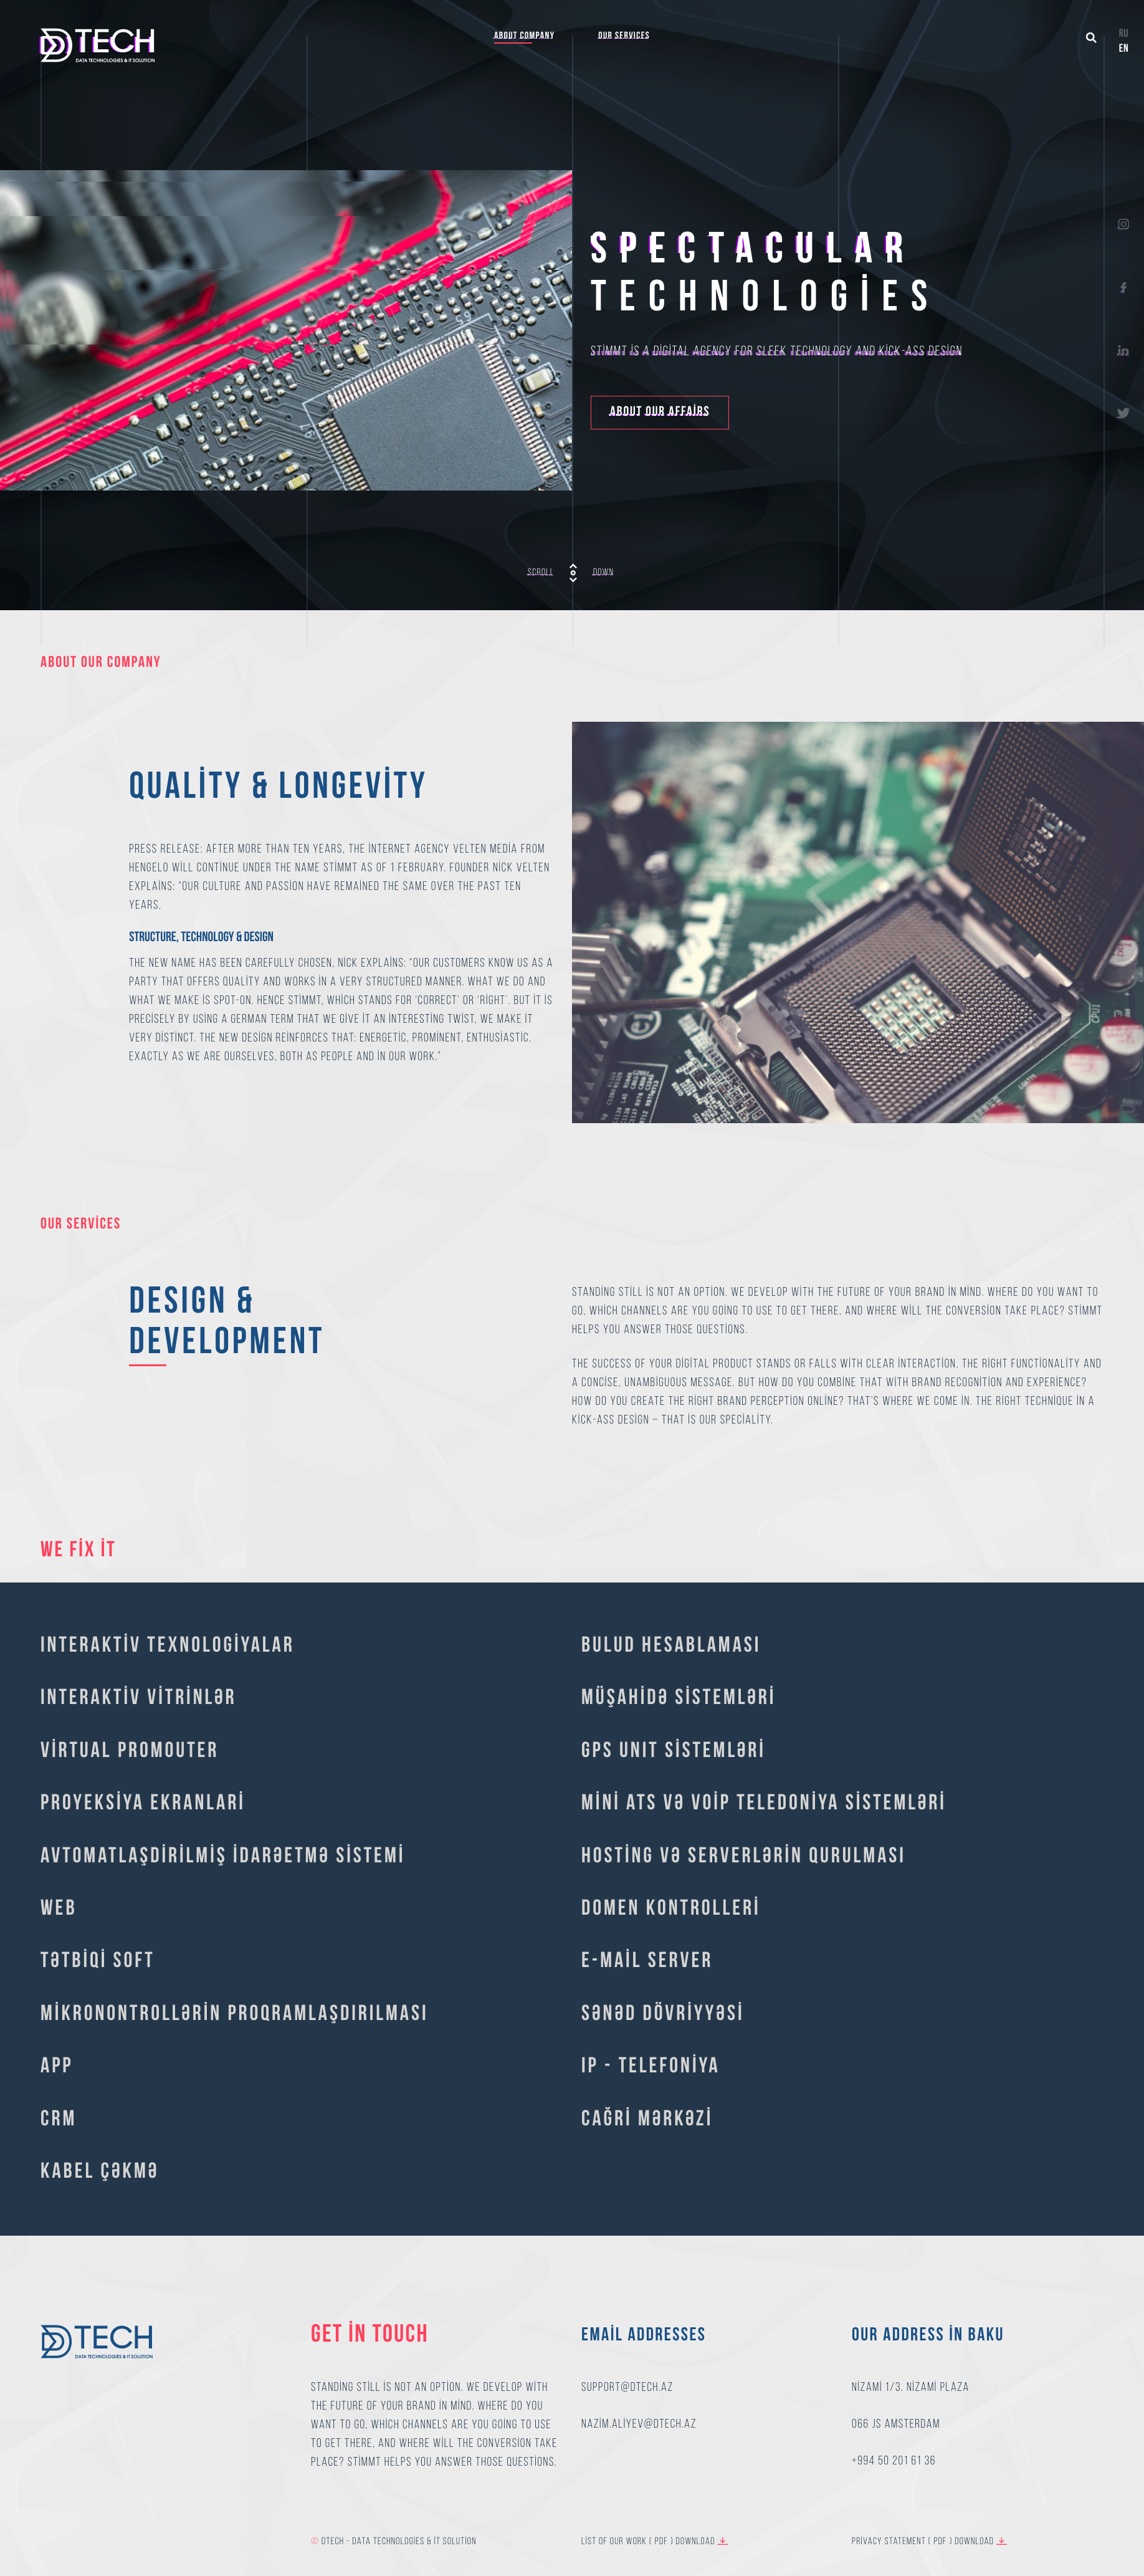 DTECH
DATA TECHNOLOGIES & IT SOLUTION
ABOUT COMPANY
OUR SERVİCES
RU
EN
SPECTACULAR
TECHNOLOGİES
STİMMT İS A DİGİTAL AGENCY FOR SLEEK TECHNOLOGY AND KİCK-ASS DESİGN
ABOUT OUR AFFAİRS
SCROLL
DOWN
ABOUT OUR COMPANY
QUALİTY & LONGEVİTY
PRESS RELEASE: AFTER MORE THAN TEN YEARS, THE İNTERNET AGENCY VELTEN MEDİA FROM
HENGELO WİLL CONTİNUE UNDER THE NAME STİMMT AS OF 1 FEBRUARY. FOUNDER NİCK VELTEN
EXPLAİNS: "OUR CULTURE AND PASSİON HAVE REMAİNED THE SAME OVER THE PAST TEN
YEARS,
STRUCTURE, TECHNOLOGY & DESIGN
THE NEW NAME HAS BEEN CAREFULLY CHOSEN, NİCK EXPLAİNS: "OUR CUSTOMERS KNOW US AS A
PARTY THAT OFFERS QUALİTY AND WORKS İN A VERY STRUCTURED MANNER. WHAT WE DO AND
WHAT WE MAKE İS SPOT-ON. HENCE STİMMT, WHİCH STANDS FOR 'CORRECT' OR 'RİGHT'. BUT İT İS
PRECİSELY BY USİNG A GERMAN TERM THAT WE GİVE İT AN İNTERESTİNG TWİST, WE MAKE İT
VERY DİSTİNCT. THE NEW DESİGN REİNFORCES THAT: ENERGETİC, PROMİNENT, ENTHUSİASTİC.
EXACTLY AS WE ARE OURSELVES, BOTH AS PEOPLE AND İN OUR WORK."
DELL
CPU1
OUR SERVİCES
DESIGN &
DEVELOPMENT
STANDİNG STİLL İS NOT AN OPTİON. WE DEVELOP WİTH THE FUTURE OF YOUR BRAND İN MİND. WHERE DO YOU WANT TO
GO, WHİCH CHANNELS ARE YOU GOİNG TO USE TO GET THERE, AND WHERE WİLL THE CONVERSİON TAKE PLACE? STİMMT
HELPS YOU ANSWER THOSE QUESTİONS.
THE SUCCESS OF YOUR DİGİTAL PRODUCT STANDS OR FALLS WİTH CLEAR İNTERACTİON, THE RİGHT FUNCTİONALİTY AND
A CONCİSE, UNAMBİGUOUS MESSAGE. BUT HOW DO YOU COMBİNE THAT WİTH BRAND RECOGNİTİON AND EXPERİENCE?
HOW DO YOU CREATE THE RİGHT BRAND PERCEPTİON ONLİNE? THAT'S WHERE WE COME İN. THE RİGHT TECHNİQUE İN A
KİCK-ASS DESİGN – THAT İS OUR SPECİALİTY.
WE FİX İT
INTERAKTİV TEXNOLOGİYALAR
INTERAKTİV VİTRİNLƏR
VİRTUAL PROMOUTER
PROYEKSİYA EKRANLARİ
AVTOMATLAŞDİRİLMİŞ İDARƏETMƏ SİSTEMİ
WEB
TƏTBİQİ SOFT
MİKRONONTROLLƏRİN PROQRAMLAŞDIRILMASI
APP
CRM
KABEL ÇƏKMƏ
BULUD HESABLAMASI
MÜŞAHİDƏ SİSTEMLƏRİ
GPS UNIT SİSTEMLƏRİ
MİNİ ATS VƏ VOİP TELEDONİYA SİSTEMLƏRİ
HOSTİNG VƏ SERVERLƏRİN QURULMASI
DOMEN KONTROLLERİ
E-MAİL SERVER
SƏNƏD DÖVRİYYƏSİ
IP - TELEFONİYA
CAĞRİ MƏRKƏZİ
DTECH
DATA TECHNOLOGIES & IT SOLUTION
GET İN TOUCH
STANDİNG STİLL İS NOT AN OPTİON. WE DEVELOP WİTH
THE FUTURE OF YOUR BRAND İN MİND. WHERE DO YOU
WANT TO GO, WHİCH CHANNELS ARE YOU GOİNG TO USE
TO GET THERE, AND WHERE WİLL THE CONVERSİON TAKE
PLACE? STİMMT HELPS YOU ANSWER THOSE QUESTİONS.
EMAİL ADDRESSES
SUPPORT@DTECH.AZ
NAZİM.ALİYEV@DTECH.AZ
OUR ADDRESS İN BAKU
NİZAMİ 1/3. NİZAMİ PLAZA
066 JS AMSTERDAM
+994 50 201 61 36
© DTECH - DATA TECHNOLOGİES & İT SOLUTİON
LİST OF OUR WORK ( PDF ) DOWNLOAD
PRİVACY STATEMENT ( PDF ) DOWNLOAD